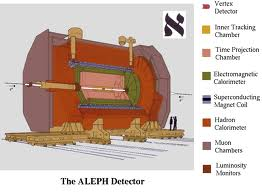 ℵ
Vertex
Detector
Inner Tracking
Chamber
Time Projection
Chamber
Electromagnetic
Calorimeter
Superconducting
Magnet Coil
Hadron
Calorimeter
Muon
Chambers
Luminosity
Monitors
The ALEPH Detector